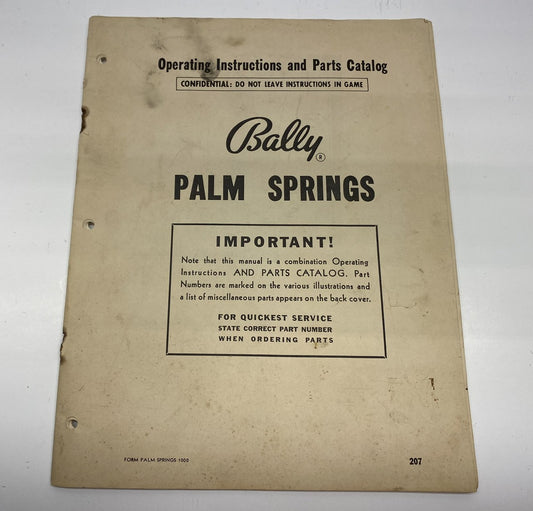 Operating Instructions and Parts Catalog
CONFIDENTIAL: DO NOT LEAVE INSTRUCTIONS IN GAME
Bally®
PALM SPRINGS
IMPORTANT!
Note that this manual is a combination Operating
Instructions AND PARTS CATALOG. Part
Numbers are marked on the various illustrations and
a list of miscellaneous parts appears on the back cover.
FOR QUICKEST SERVICE
STATE CORRECT PART NUMBER
WHEN ORDERING PARTS
FORM PALM SPRINGS 1000
207